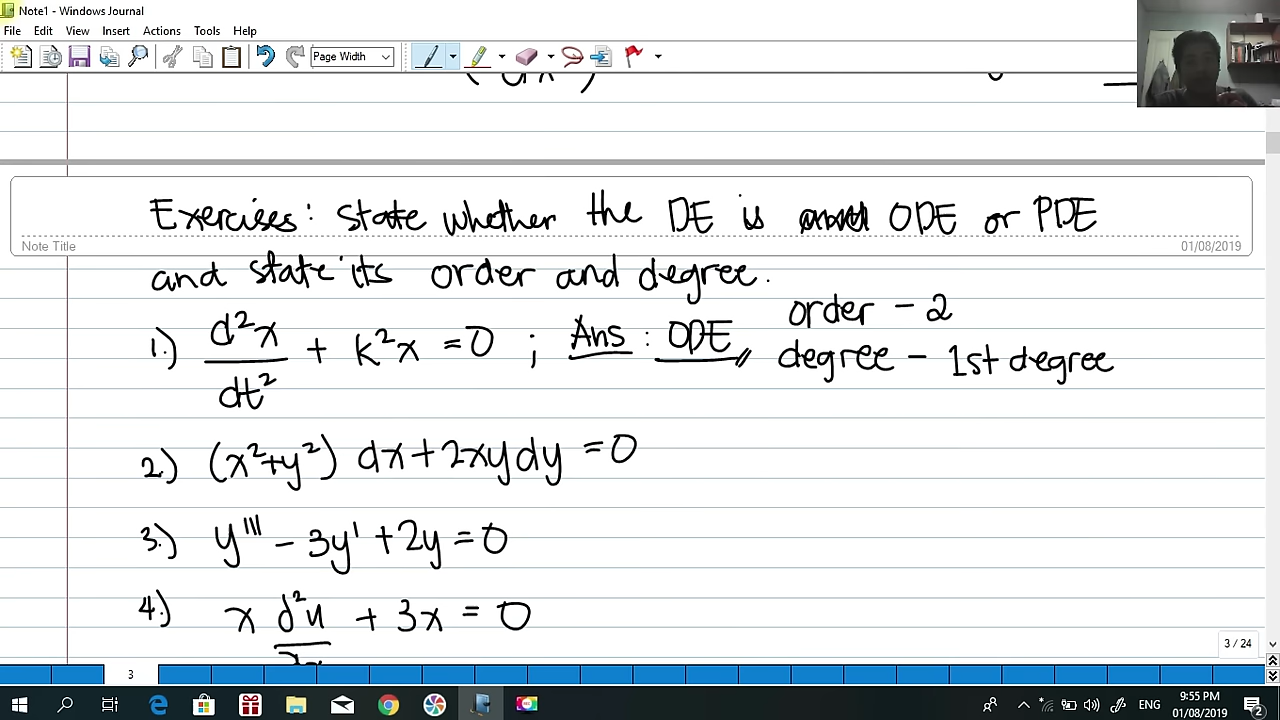 Note1 - Windows Journal
File Edit View Insert Actions Tools Help
Page Width
Exercises: State whether the DE is ODE or PDE
Note Title
01/08/2019
and state its order and degree.
1.) d²x/dt² + k²x = 0 ; Ans : ODE
order - 2
degree - 1st degree
2.) (x²+y²) dx + 2xydy = 0
3.) y''' - 3y' + 2y = 0
4.) x d²u + 3x = 0
3 / 24
3
ENG
9:55 PM
01/08/2019
2